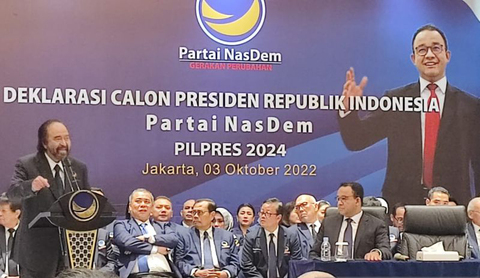 Partai NasDem
GERAKAN PERUBAHAN
DEKLARASI CALON PRESIDEN REPUBLIK INDONESIA
Partai NasDem
PILPRES 2024
Jakarta, 03 Oktober 2022